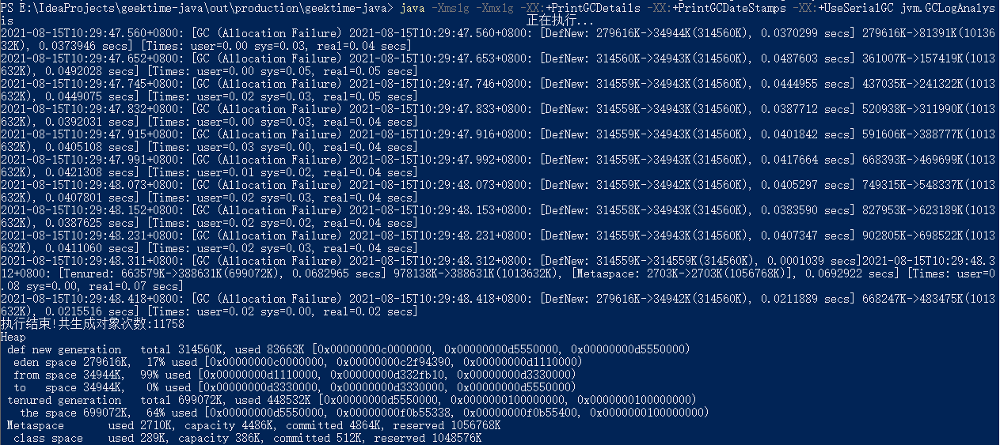 PS E:\IdeaProjects\geektime-java\out\production\geektime-java> java -Xms1g -Xmx1g -XX:+PrintGCDetails -XX:+PrintGCDateStamps -XX:+UseSerialGC jvm.GCLogAnalys
is 正在执行...
2021-08-15T10:29:47.560+0800: [GC (Allocation Failure) 2021-08-15T10:29:47.560+0800: [DefNew: 279616K->34944K(314560K), 0.0370299 secs] 279616K->81391K(10136
32K), 0.0373946 secs] [Times: user=0.00 sys=0.03, real=0.04 secs]
2021-08-15T10:29:47.652+0800: [GC (Allocation Failure) 2021-08-15T10:29:47.653+0800: [DefNew: 314560K->34943K(314560K), 0.0487603 secs] 361007K->157419K(1013
632K), 0.0492028 secs] [Times: user=0.00 sys=0.05, real=0.05 secs]
2021-08-15T10:29:47.745+0800: [GC (Allocation Failure) 2021-08-15T10:29:47.746+0800: [DefNew: 314559K->34943K(314560K), 0.0444955 secs] 437035K->241322K(1013
632K), 0.0449075 secs] [Times: user=0.02 sys=0.03, real=0.05 secs]
2021-08-15T10:29:47.832+0800: [GC (Allocation Failure) 2021-08-15T10:29:47.833+0800: [DefNew: 314559K->34943K(314560K), 0.0387712 secs] 520938K->311990K(1013
632K), 0.0392031 secs] [Times: user=0.00 sys=0.03, real=0.04 secs]
2021-08-15T10:29:47.915+0800: [GC (Allocation Failure) 2021-08-15T10:29:47.916+0800: [DefNew: 314559K->34943K(314560K), 0.0401842 secs] 591606K->388777K(1013
632K), 0.0405108 secs] [Times: user=0.03 sys=0.00, real=0.04 secs]
2021-08-15T10:29:47.991+0800: [GC (Allocation Failure) 2021-08-15T10:29:47.992+0800: [DefNew: 314559K->34943K(314560K), 0.0417664 secs] 668393K->469699K(1013
632K), 0.0421308 secs] [Times: user=0.01 sys=0.02, real=0.04 secs]
2021-08-15T10:29:48.073+0800: [GC (Allocation Failure) 2021-08-15T10:29:48.073+0800: [DefNew: 314559K->34942K(314560K), 0.0405297 secs] 749315K->548337K(1013
632K), 0.0407801 secs] [Times: user=0.02 sys=0.03, real=0.04 secs]
2021-08-15T10:29:48.152+0800: [GC (Allocation Failure) 2021-08-15T10:29:48.153+0800: [DefNew: 314558K->34943K(314560K), 0.0383590 secs] 827953K->623189K(1013
632K), 0.0387625 secs] [Times: user=0.02 sys=0.02, real=0.04 secs]
2021-08-15T10:29:48.231+0800: [GC (Allocation Failure) 2021-08-15T10:29:48.231+0800: [DefNew: 314559K->34943K(314560K), 0.0407347 secs] 902805K->698522K(1013
632K), 0.0411060 secs] [Times: user=0.02 sys=0.03, real=0.04 secs]
2021-08-15T10:29:48.311+0800: [GC (Allocation Failure) 2021-08-15T10:29:48.312+0800: [DefNew: 314559K->314559K(314560K), 0.0001039 secs]2021-08-15T10:29:48.3
12+0800: [Tenured: 663579K->388631K(699072K), 0.0682965 secs] 978138K->388631K(1013632K), [Metaspace: 2703K->2703K(1056768K)], 0.0692922 secs] [Times: user=0
.08 sys=0.00, real=0.07 secs]
2021-08-15T10:29:48.418+0800: [GC (Allocation Failure) 2021-08-15T10:29:48.418+0800: [DefNew: 279616K->34942K(314560K), 0.0211889 secs] 668247K->483475K(1013
632K), 0.0215516 secs] [Times: user=0.02 sys=0.00, real=0.02 secs]
执行结束!共生成对象次数:11758
Heap
 def new generation   total 314560K, used 83663K [0x00000000c0000000, 0x00000000d5550000, 0x00000000d5550000)
  eden space 279616K,  17% used [0x00000000c0000000, 0x00000000c2f94390, 0x00000000d1110000)
  from space 34944K,  99% used [0x00000000d1110000, 0x00000000d332fb10, 0x00000000d3330000)
  to   space 34944K,   0% used [0x00000000d3330000, 0x00000000d3330000, 0x00000000d5550000)
 tenured generation   total 699072K, used 448532K [0x00000000d5550000, 0x0000000100000000, 0x0000000100000000)
   the space 699072K,  64% used [0x00000000d5550000, 0x00000000f0b55338, 0x00000000f0b55400, 0x0000000100000000)
 Metaspace       used 2710K, capacity 4486K, committed 4864K, reserved 1056768K
  class space    used 289K, capacity 386K, committed 512K, reserved 1048576K